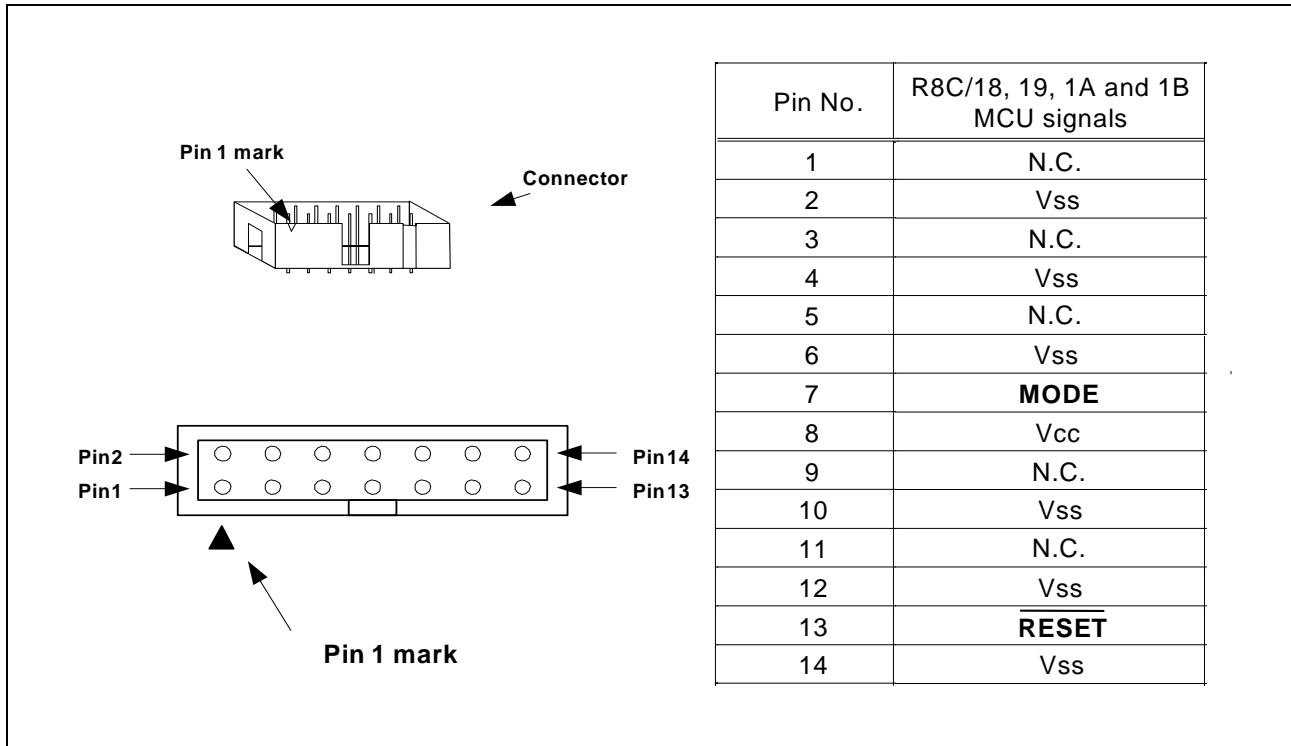 Pin 1 mark
Connector
Pin2
Pin1
Pin14
Pin13
Pin 1 mark
Pin No. R8C/18, 19, 1A and 1B
MCU signals
1 N.C.
2 Vss
3 N.C.
4 Vss
5 N.C.
6 Vss
7 MODE
8 Vcc
9 N.C.
10 Vss
11 N.C.
12 Vss
13 R̅E̅S̅E̅T̅
14 Vss